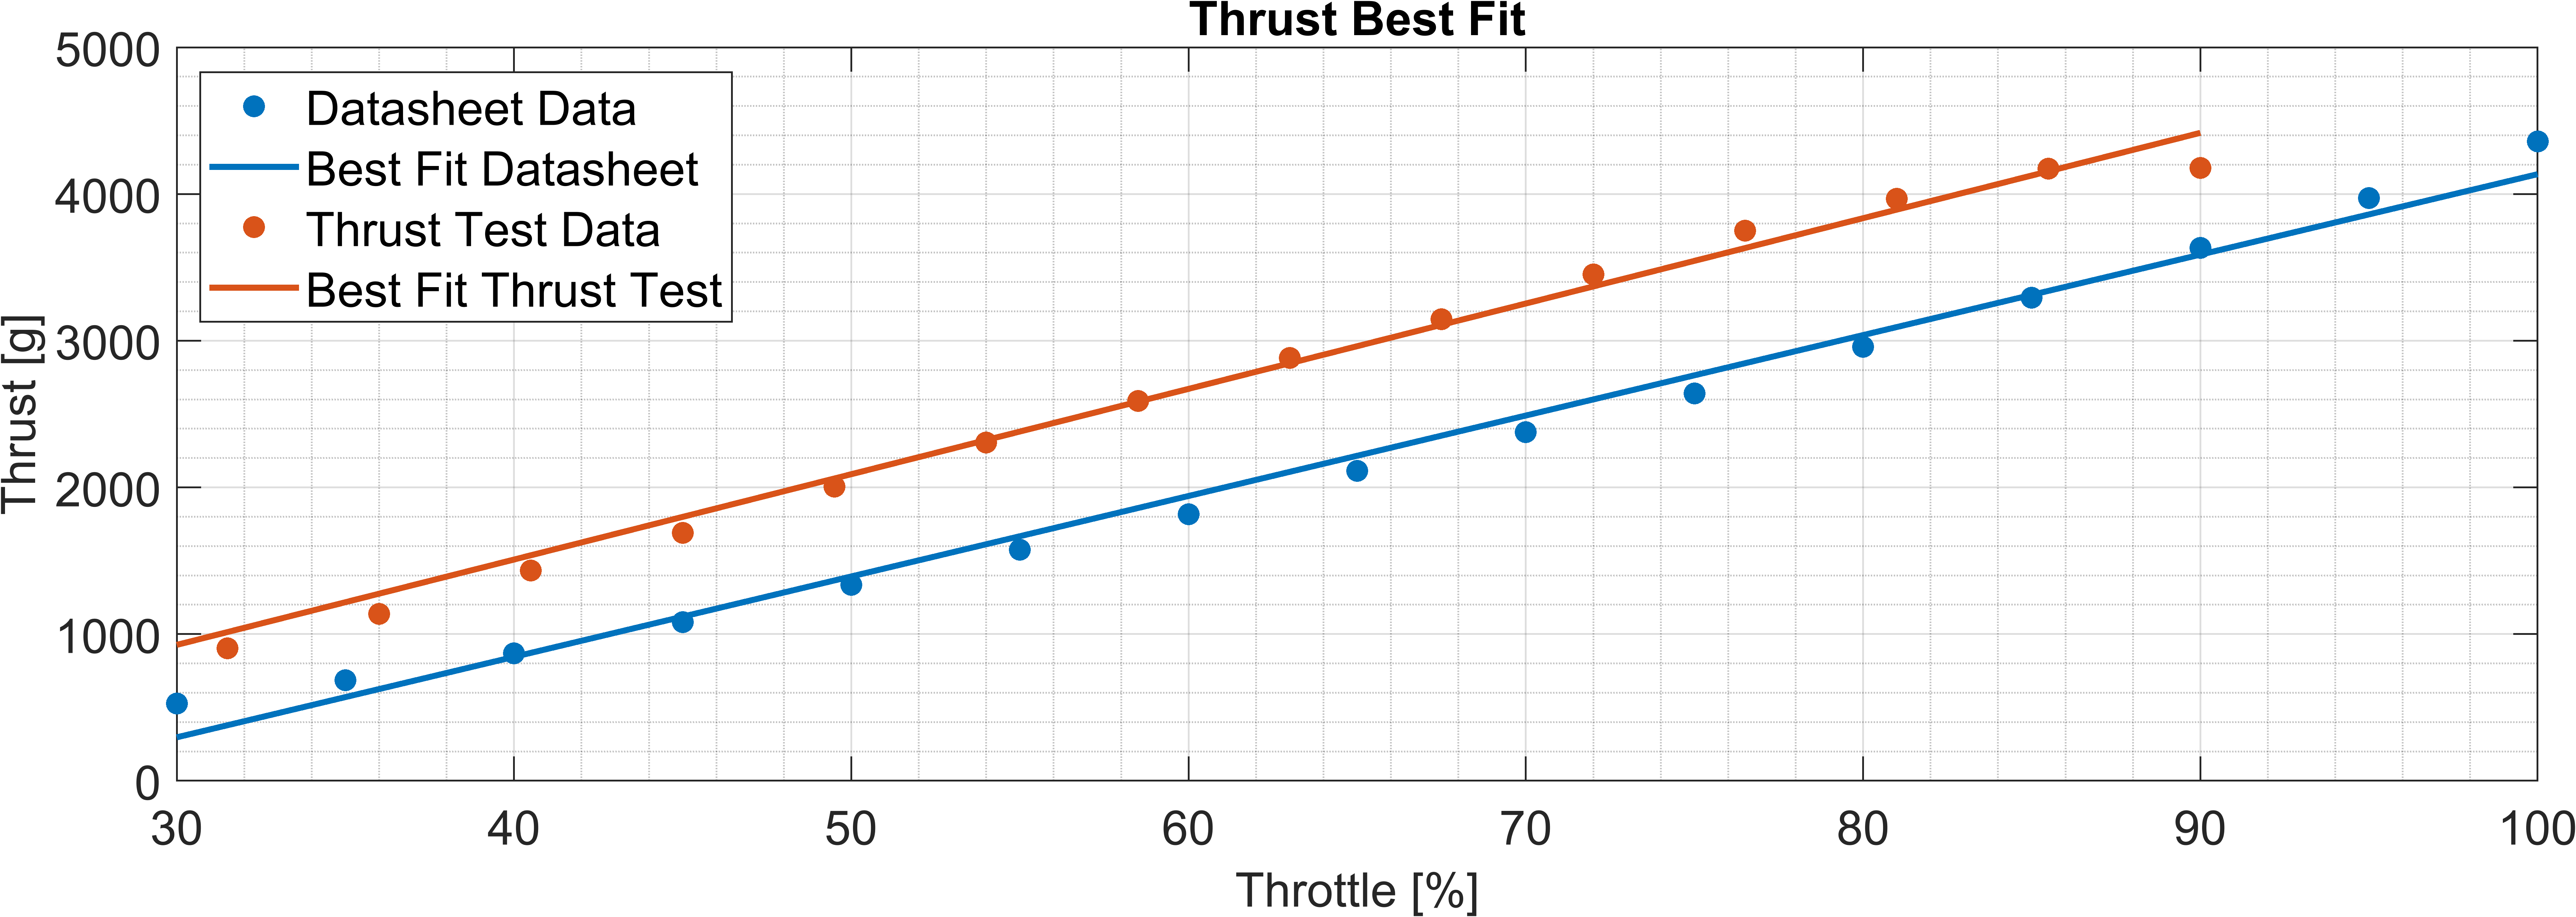 Thrust Best Fit
5000
4000
3000
2000
1000
0
Thrust [g]
Datasheet Data
Best Fit Datasheet
Thrust Test Data
Best Fit Thrust Test
30 40 50 60 70 80 90 100
Throttle [%]